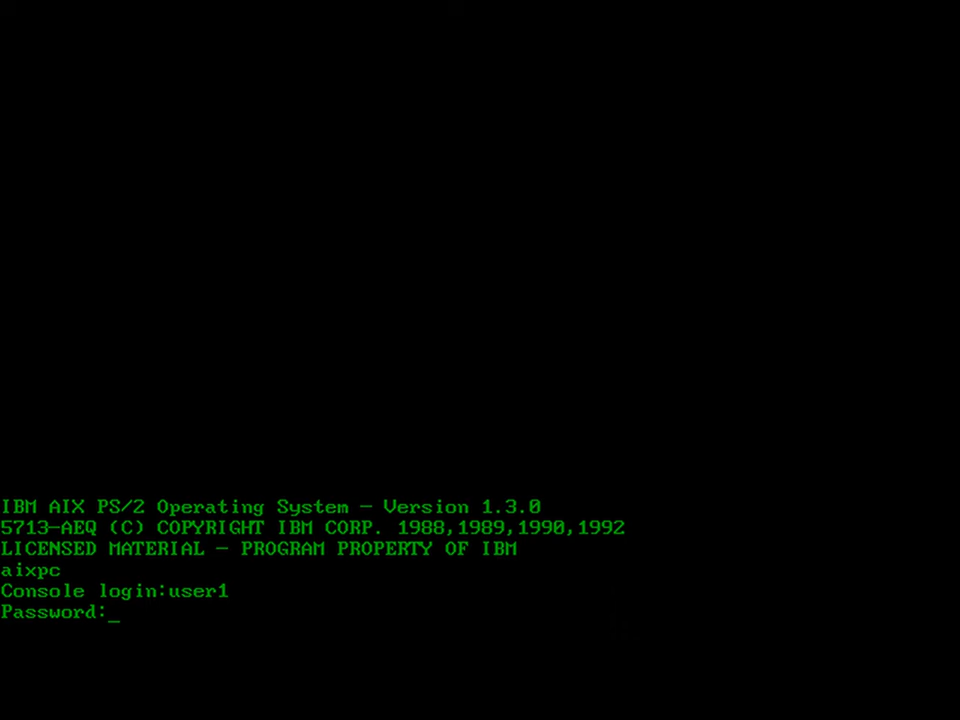 IBM AIX PS/2 Operating System - Version 1.3.0
5713-AEQ (C) COPYRIGHT IBM CORP. 1988,1989,1990,1992
LICENSED MATERIAL - PROGRAM PROPERTY OF IBM
aixpc
Console login:user1
Password:_